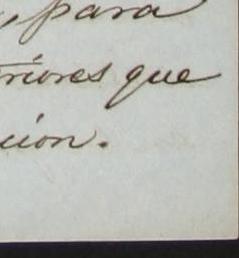 , para
riores que
cion.